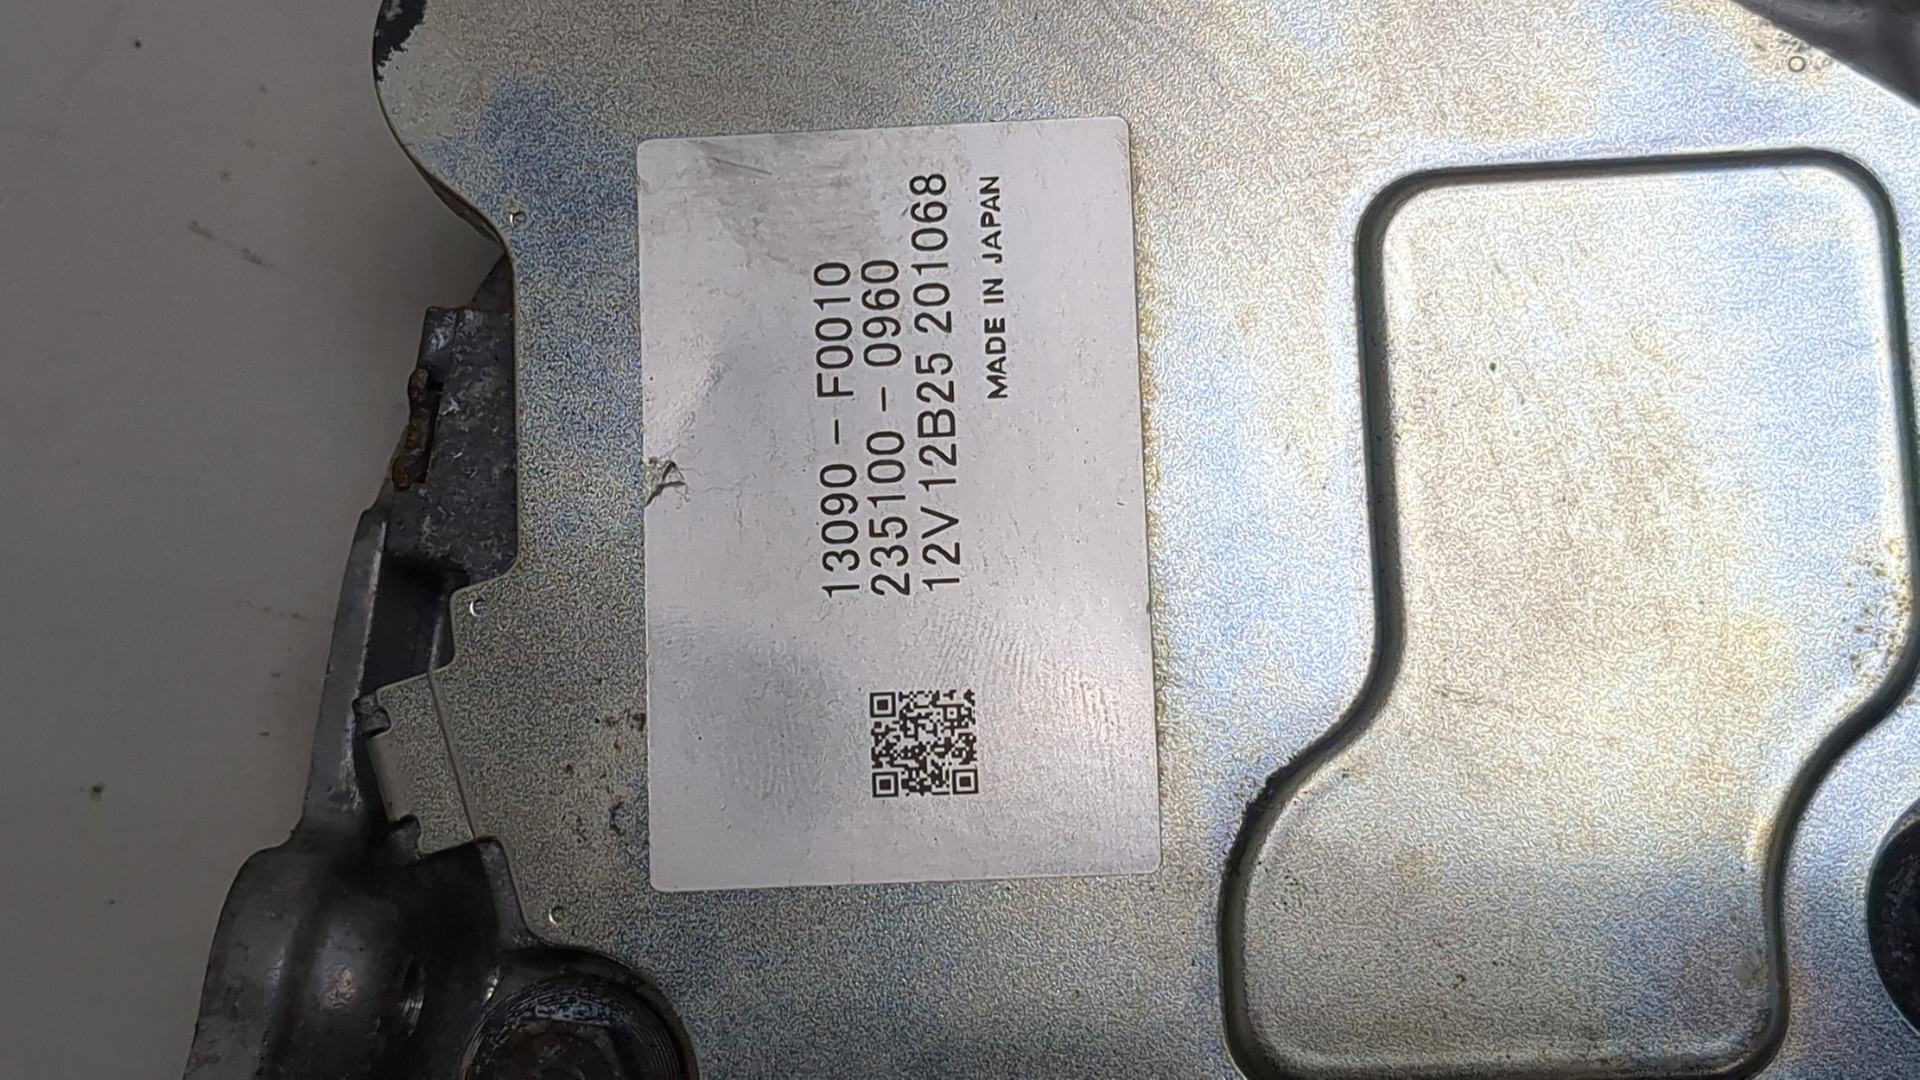 13090 - F0010
235100 - 0960
12V 12B25 201068
MADE IN JAPAN